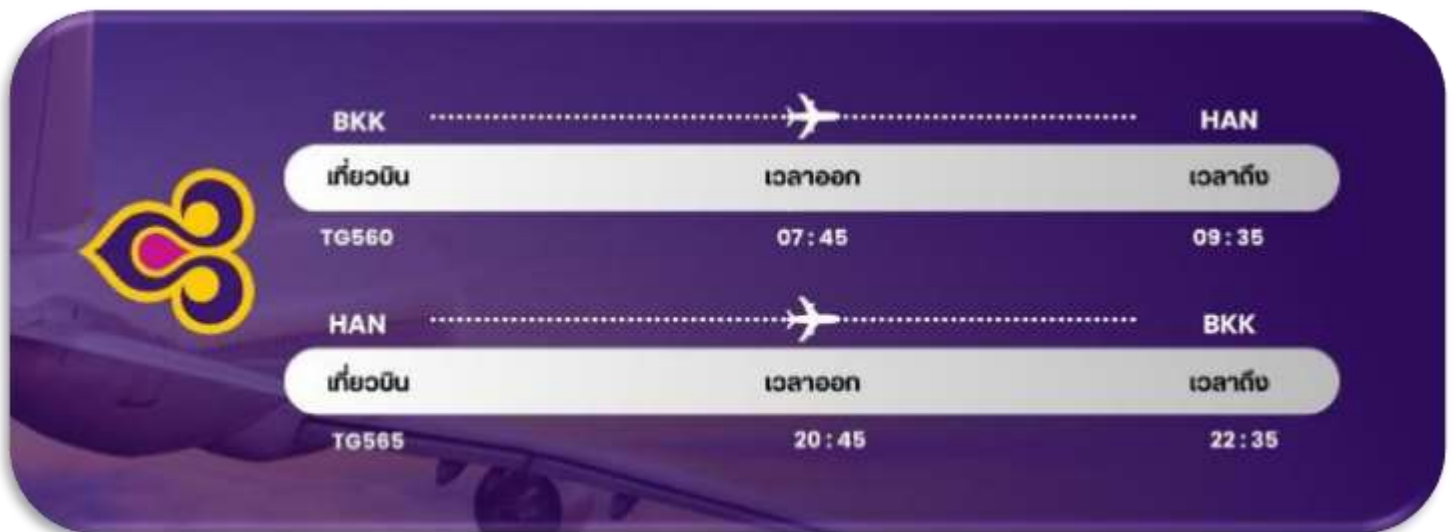 BKK HAN
เที่ยวบิน เวลาออก เวลาถึง
TG560 07:45 09:35
HAN BKK
เที่ยวบิน เวลาออก เวลาถึง
TG565 20:45 22:35